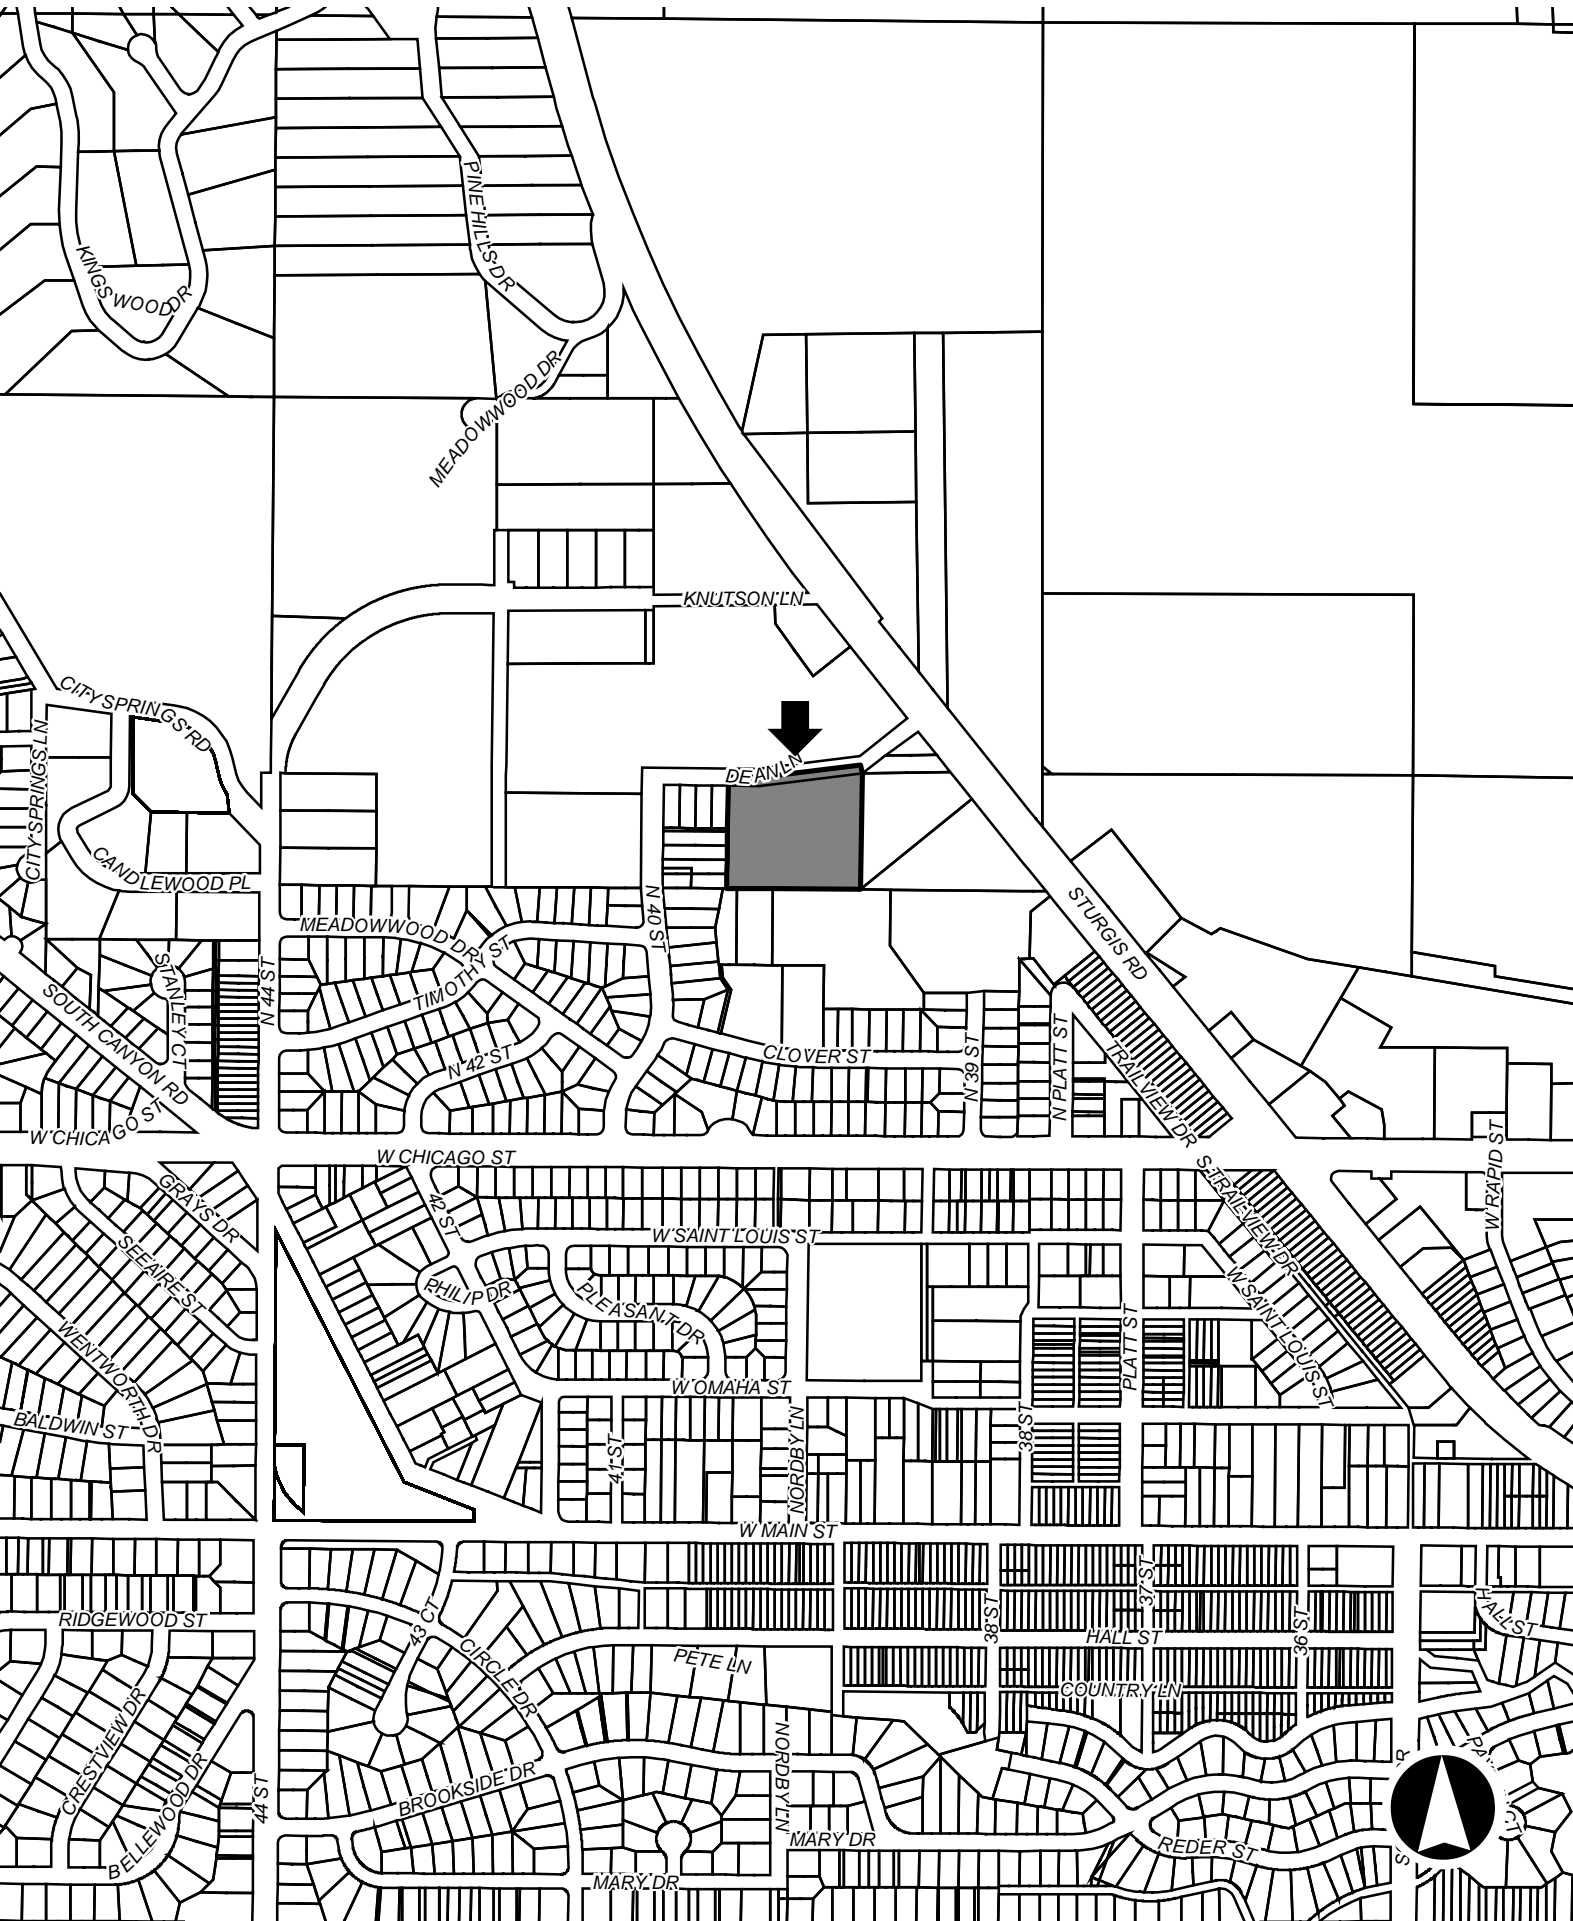 PINE HILLS DR
KINGSWOOD DR
MEADOWWOOD DR
KNUTSON LN
CITY SPRINGS RD
CITY SPRINGS LN
DEAN LN
CANDLEWOOD PL
N 40 ST
STURGIS RD
MEADOWWOOD DR
TIMOTHY ST
STANLEY CT
N 44 ST
SOUTH CANYON RD
N 42 ST
CLOVER ST
N 39 ST
N PLATT ST
TRAILVIEW DR
W CHICAGO ST
W CHICAGO ST
W RAPID ST
GRAYS DR
42 ST
S TRAILVIEW DR
SEEAIRE ST
W SAINT LOUIS ST
PHILIP DR
PLEASANT DR
W SAINT LOUIS ST
WENTWORTH DR
PLATT ST
W OMAHA ST
BALDWIN ST
41 ST
NORDBY LN
38 ST
W MAIN ST
37 ST
RIDGEWOOD ST
43 CT
38 ST
HALL ST
36 ST
HALL ST
CIRCLE DR
PETE LN
COUNTRY LN
CRESTVIEW DR
BELLEWOOD DR
44 ST
BROOKSIDE DR
NORDBY LN
MARY DR
REDER ST
MARY DR